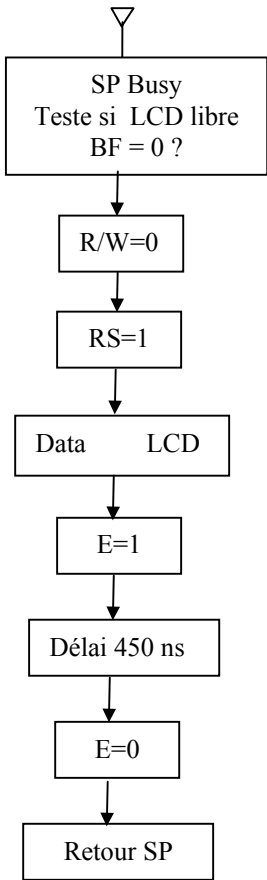 SP Busy
Teste si LCD libre
BF = 0 ?
R/W=0
RS=1
Data LCD
E=1
Délai 450 ns
E=0
Retour SP